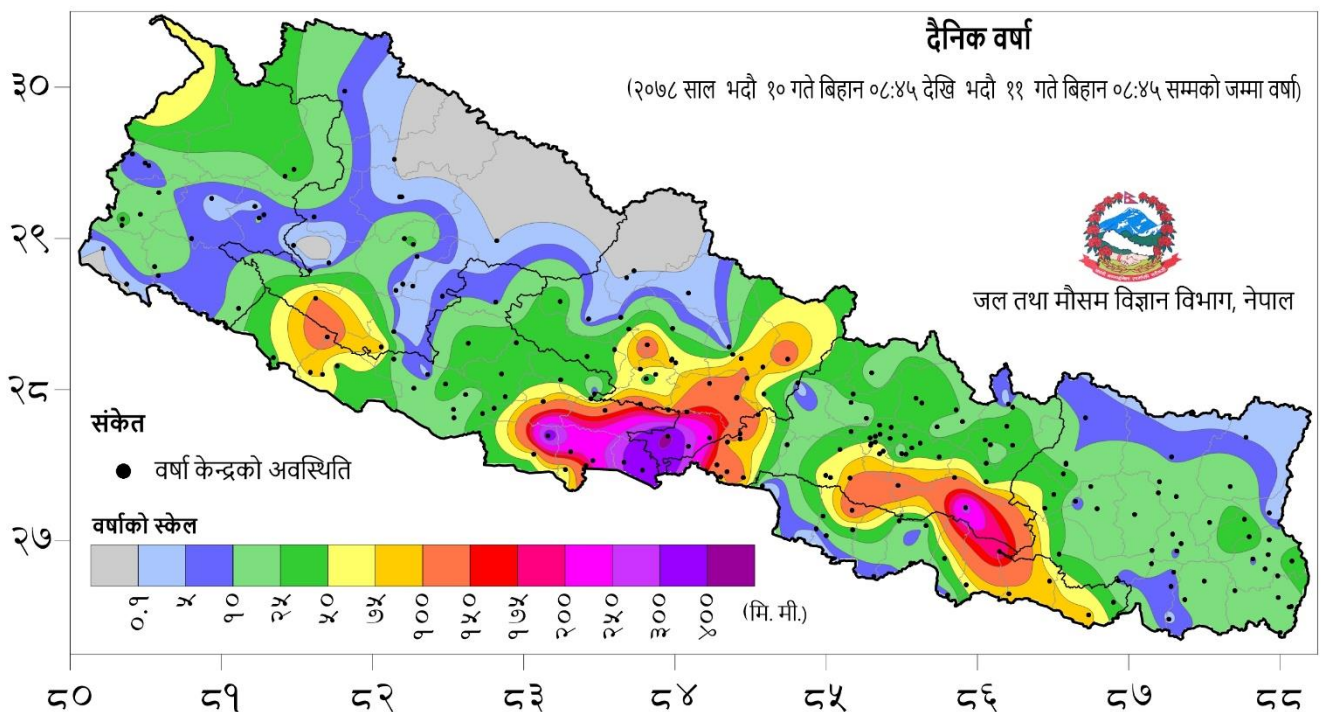 दैनिक वर्षा
(२०७८ साल भदौ १० गते बिहान ०८:४५ देखि भदौ ११ गते बिहान ०८:४५ सम्मको जम्मा वर्षा)
जल तथा मौसम विज्ञान विभाग, नेपाल
३०
२९
२८
२७
संकेत
वर्षा केन्द्रको अवस्थिति
वर्षाको स्केल
०.१ ५ १० २५ ५० ७५ १०० १५० १७५ २०० २५० ३०० ४०० (मि. मी.)
८० ८१ ८२ ८३ ८४ ८५ ८६ ८७ ८८